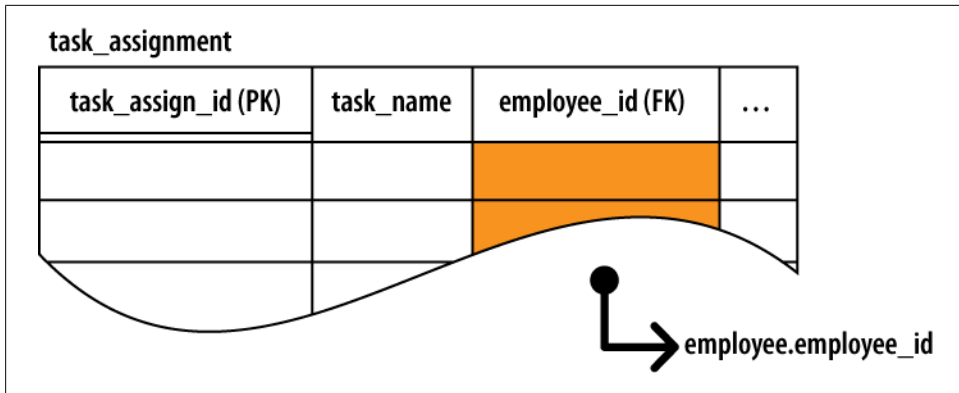 task_assignment
task_assign_id (PK) task_name employee_id (FK) ...
employee.employee_id